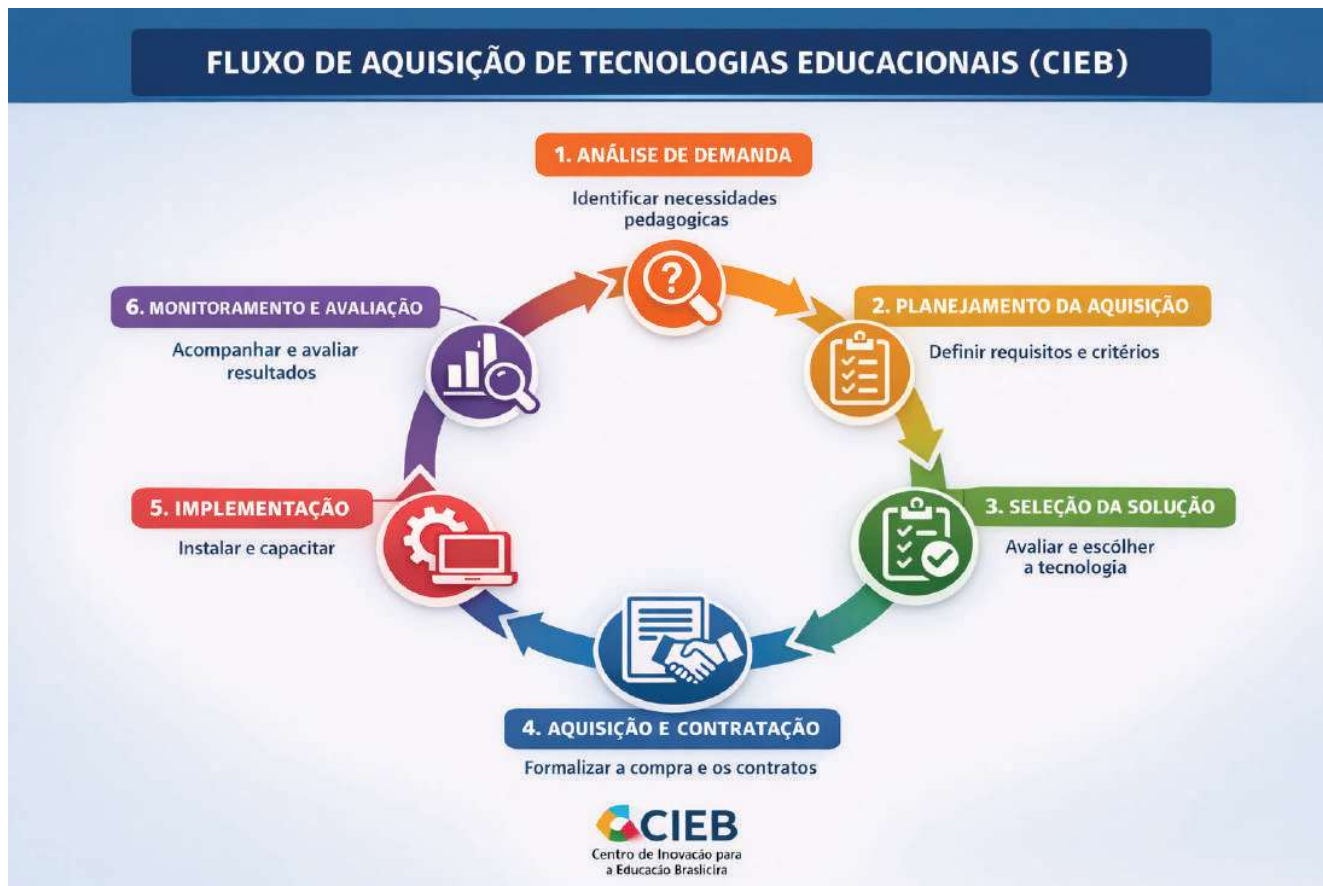 FLUXO DE AQUISIÇÃO DE TECNOLOGIAS EDUCACIONAIS (CIEB)
1. ANÁLISE DE DEMANDA
Identificar necessidades
pedagogicas
2. PLANEJAMENTO DA AQUISIÇÃO
Definir requisitos e critérios
3. SELEÇÃO DA SOLUÇÃO
Avaliar e escólher
a tecnologia
4. AQUISIÇÃO E CONTRATAÇÃO
Formalizar a compra e os contratos
5. IMPLEMENTAÇÃO
Instalar e capacitar
6. MONITORAMENTO E AVALIAÇÃO
Acompanhar e avaliar
resultados
?
CIEB
Centro de Inovacão para
a Educacão Braslicira